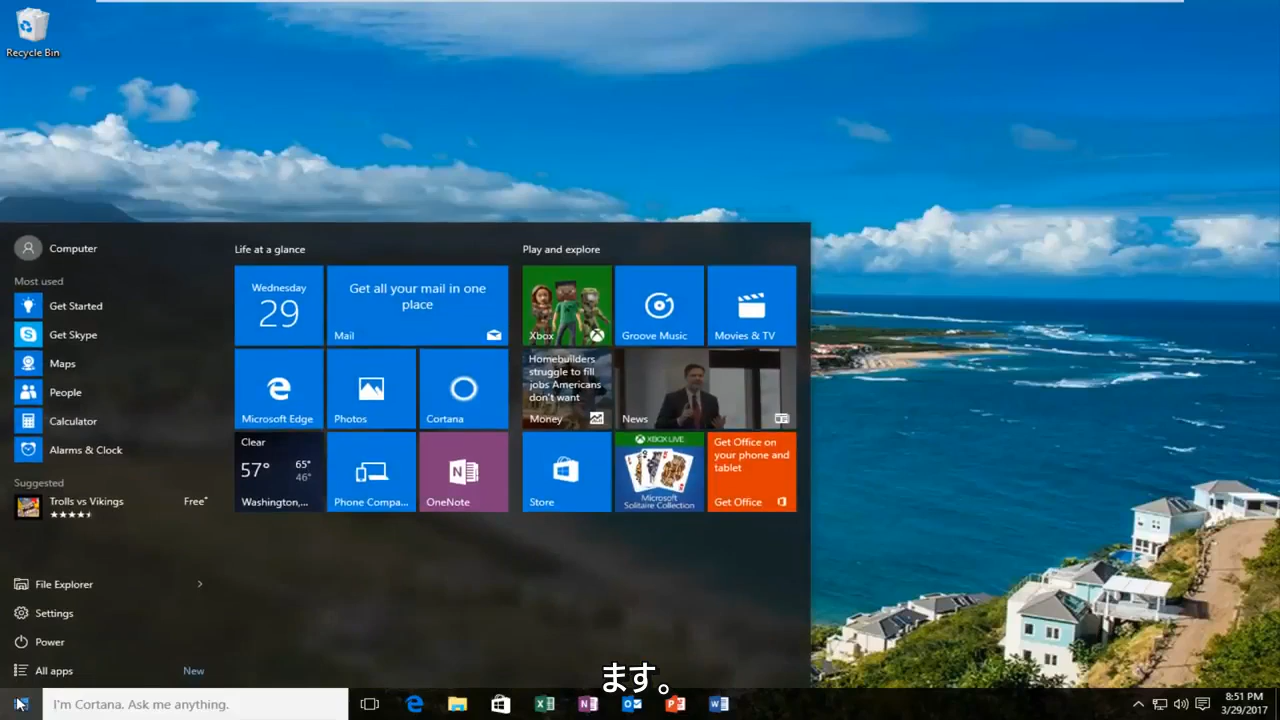 Recycle Bin
Computer
Most used
Get Started
Get Skype
Maps
People
Calculator
Alarms & Clock
Suggested
Trolls vs Vikings
Free*
File Explorer
Settings
Power
All apps
New
Life at a glance
Wednesday
29
Get all your mail in one
place
Mail
Microsoft Edge
Photos
Cortana
Clear
57°
65°
46°
Washington,...
Phone Compa...
N
OneNote
Play and explore
Xbox
Groove Music
Movies & TV
Homebuilders
struggle to fill
jobs Americans
don't want
Money
News
Store
XBOX LIVE
Microsoft
Solitaire Collection
Get Office on
your phone and
tablet
Get Office
ます。
I'm Cortana. Ask me anything.
8:51 PM
3/29/2017